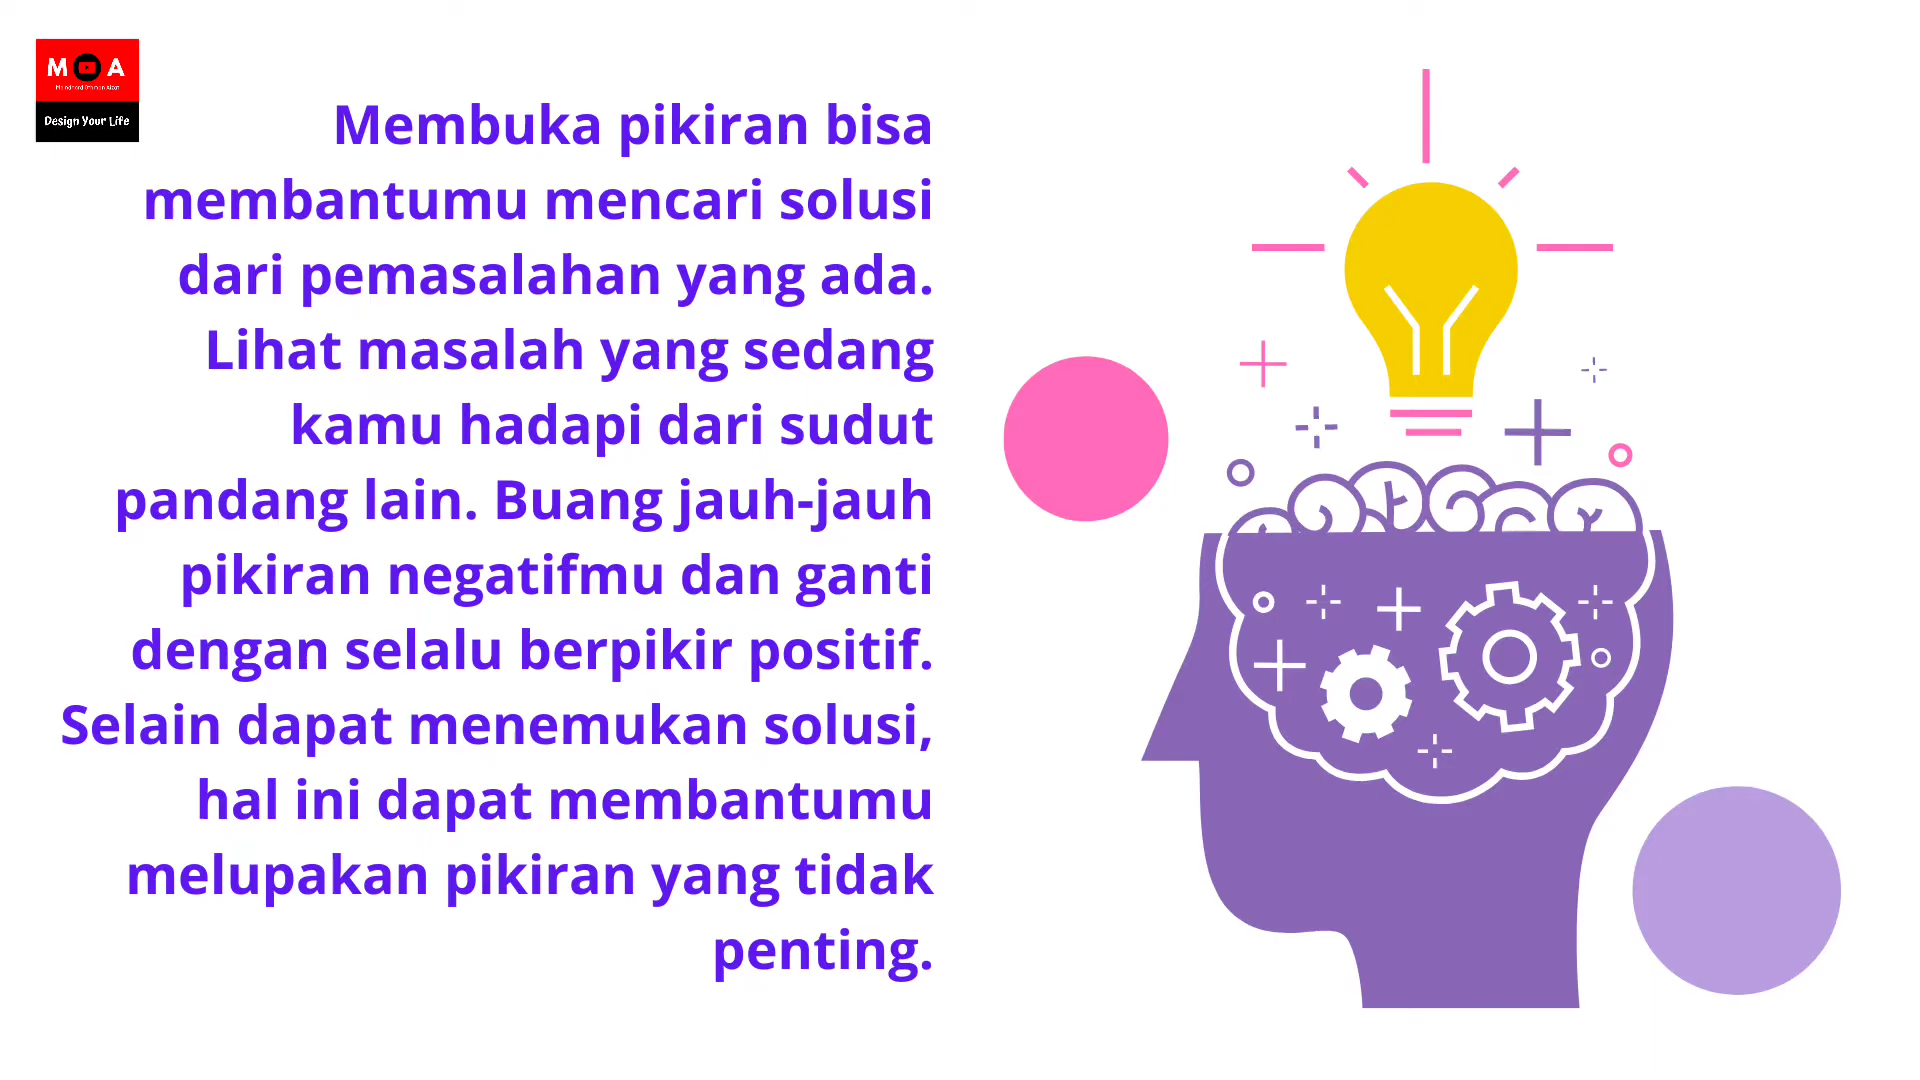 M A
Design Your Life
Membuka pikiran bisa
membantumu mencari solusi
dari pemasalahan yang ada.
Lihat masalah yang sedang
kamu hadapi dari sudut
pandang lain. Buang jauh-jauh
pikiran negatifmu dan ganti
dengan selalu berpikir positif.
Selain dapat menemukan solusi,
hal ini dapat membantumu
melupakan pikiran yang tidak
penting.